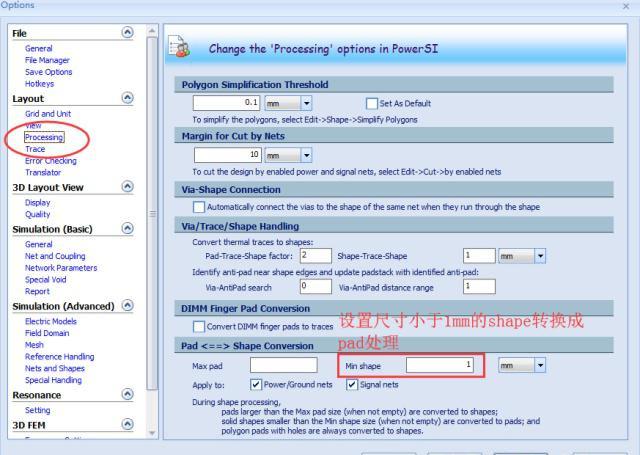 Options
File
General
File Manager
Save Options
Hotkeys
Layout
Grid and Unit
View
Processing
Trace
Error Checking
Translator
3D Layout View
Display
Quality
Simulation (Basic)
General
Net and Coupling
Network Parameters
Special Void
Report
Simulation (Advanced)
Electric Models
Field Domain
Mesh
Reference Handling
Nets and Shapes
Special Handling
Resonance
Setting
3D FEM
Change the 'Processing' options in PowerSI
Polygon Simplification Threshold
0.1 mm Set As Default
To simplify the polygons, select Edit->Shape->Simplify Polygons
Margin for Cut by Nets
10 mm
To cut the design by enabled power and signal nets, select Edit->Cut->by enabled nets
Via-Shape Connection
Automatically connect the vias to the shape of the same net when they run through the shape
Via/Trace/Shape Handling
Convert thermal traces to shapes:
Pad-Trace-Shape factor: 2 Shape-Trace-Shape 1 mm
Identify anti-pad near shape edges and update padstack with identified anti-pad:
Via-AntiPad search 0 Via-AntiPad distance range 1
DIMM Finger Pad Conversion
Convert DIMM finger pads to traces
设置尺寸小于1mm的shape转换成
pad处理
Pad <==> Shape Conversion
Max pad Min shape 1 mm
Apply to: Power/Ground nets Signal nets
During shape processing,
pads larger than the Max pad size (when not empty) are converted to shapes;
solid shapes smaller than the Min shape size (when not empty) are converted to pads; and
polygon pads with holes are always converted to shapes.